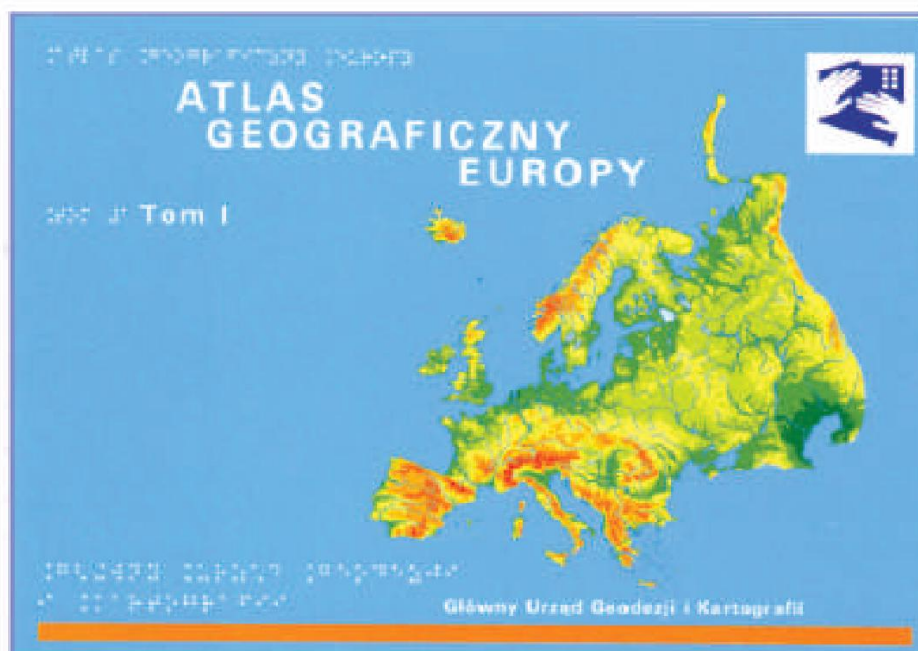 ATLAS
GEOGRAFICZNY
EUROPY
Tom I
Główny Urząd Geodezji i Kartografii